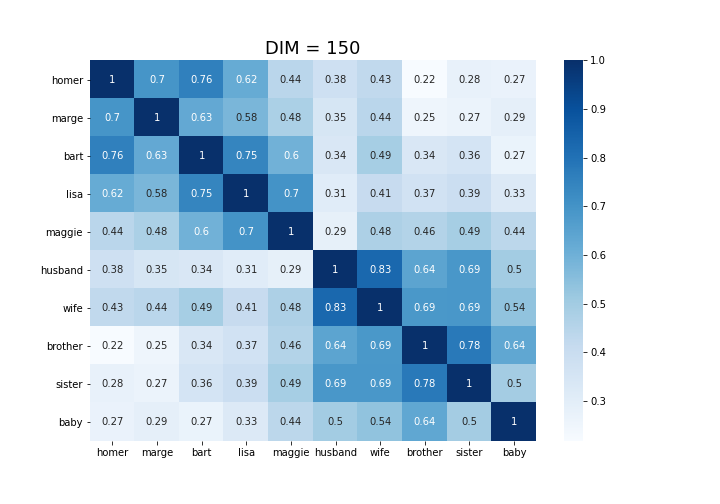 DIM = 150
homer 1 0.7 0.76 0.62 0.44 0.38 0.43 0.22 0.28 0.27
marge 0.7 1 0.63 0.58 0.48 0.35 0.44 0.25 0.27 0.29
bart 0.76 0.63 1 0.75 0.6 0.34 0.49 0.34 0.36 0.27
lisa 0.62 0.58 0.75 1 0.7 0.31 0.41 0.37 0.39 0.33
maggie 0.44 0.48 0.6 0.7 1 0.29 0.48 0.46 0.49 0.44
husband 0.38 0.35 0.34 0.31 0.29 1 0.83 0.64 0.69 0.5
wife 0.43 0.44 0.49 0.41 0.48 0.83 1 0.69 0.69 0.54
brother 0.22 0.25 0.34 0.37 0.46 0.64 0.69 1 0.78 0.64
sister 0.28 0.27 0.36 0.39 0.49 0.69 0.69 0.78 1 0.5
baby 0.27 0.29 0.27 0.33 0.44 0.5 0.54 0.64 0.5 1
homer marge bart lisa maggie husband wife brother sister baby
1.0
0.9
0.8
0.7
0.6
0.5
0.4
0.3